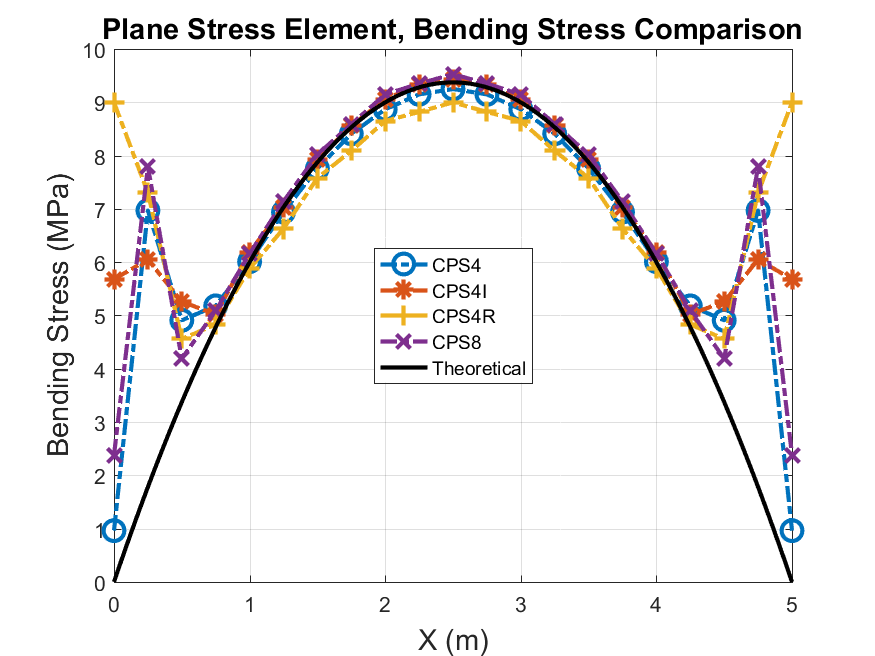 Plane Stress Element, Bending Stress Comparison
10
9
8
7
6
5
4
3
2
1
0
Bending Stress (MPa)
CPS4
CPS4I
CPS4R
CPS8
Theoretical
0 1 2 3 4 5
X (m)